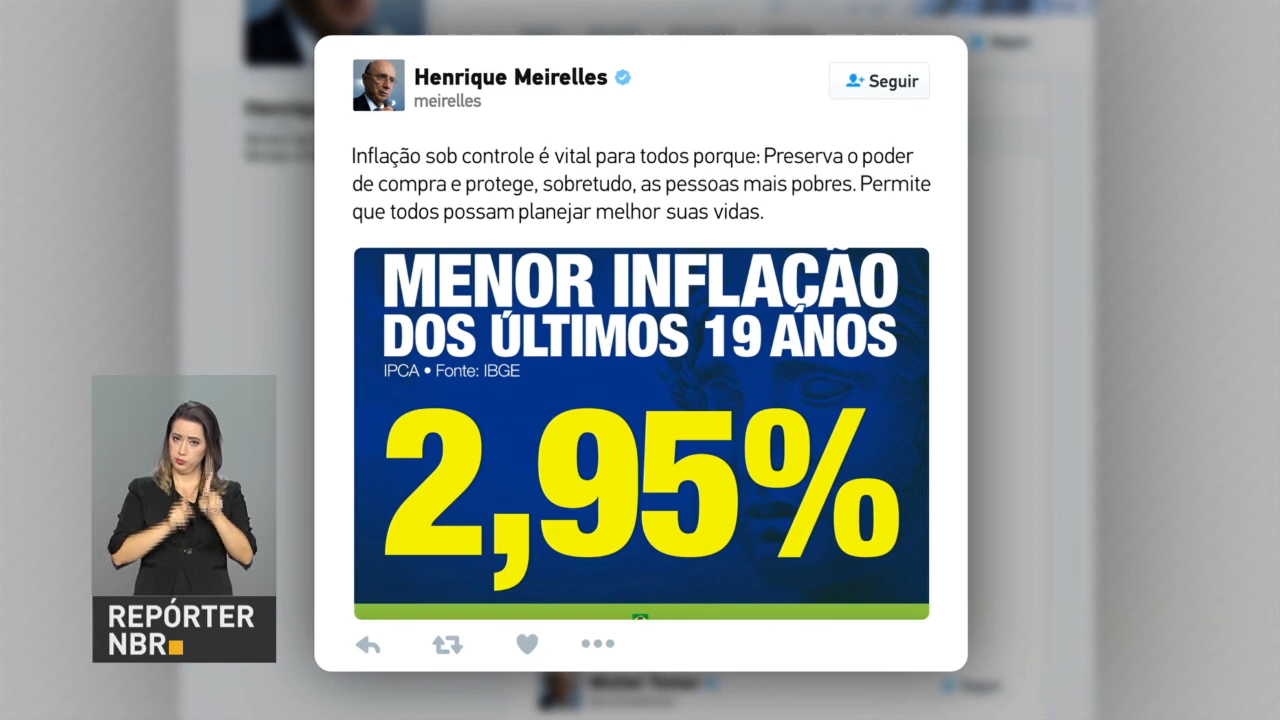 Henrique Meirelles
meirelles
Seguir
Inflação sob controle é vital para todos porque: Preserva o poder
de compra e protege, sobretudo, as pessoas mais pobres. Permite
que todos possam planejar melhor suas vidas.
MENOR INFLAÇÃO
DOS ÚLTIMOS 19 ANOS
IPCA • Fonte: IBGE
2,95%
REPÓRTER
NBR